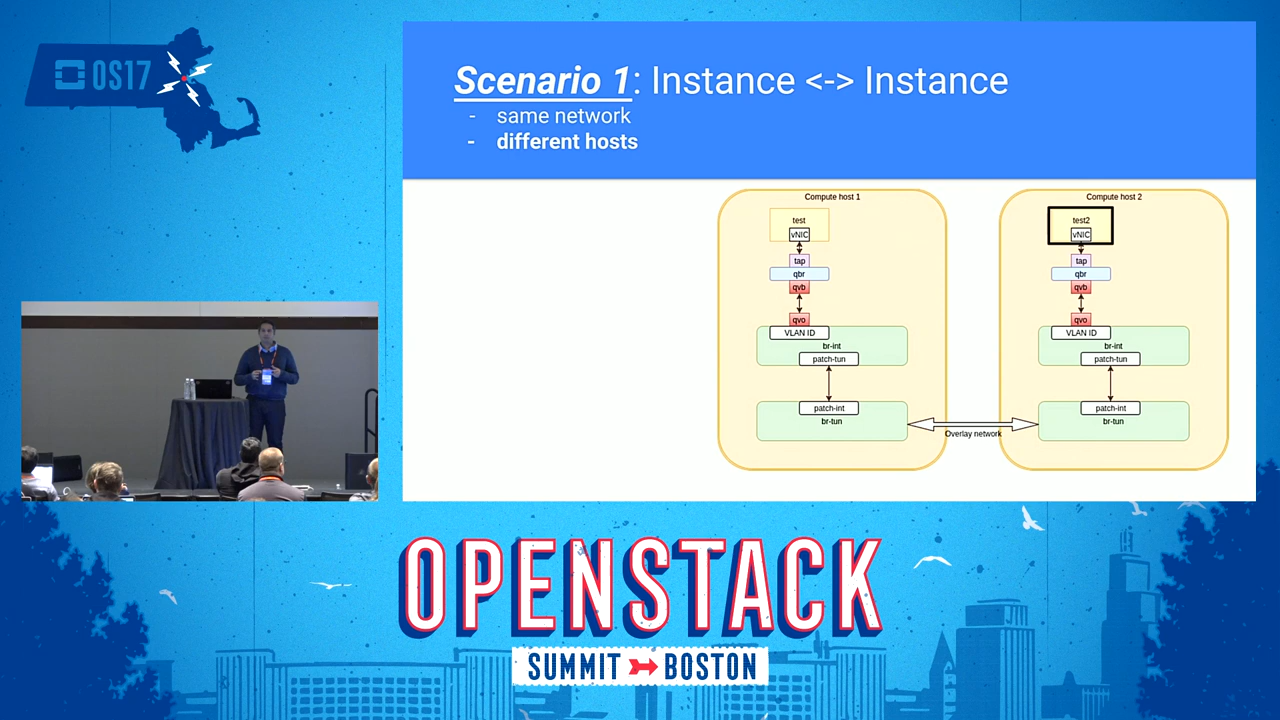 OS17
Scenario 1: Instance <-> Instance
- same network
- different hosts
Compute host 1
test
vNIC
tap
qbr
qvb
qvo
VLAN ID
br-int
patch-tun
patch-int
br-tun
Overlay network
Compute host 2
test2
vNIC
tap
qbr
qvb
qvo
VLAN ID
br-int
patch-tun
patch-int
br-tun
OPENSTACK
SUMMIT BOSTON